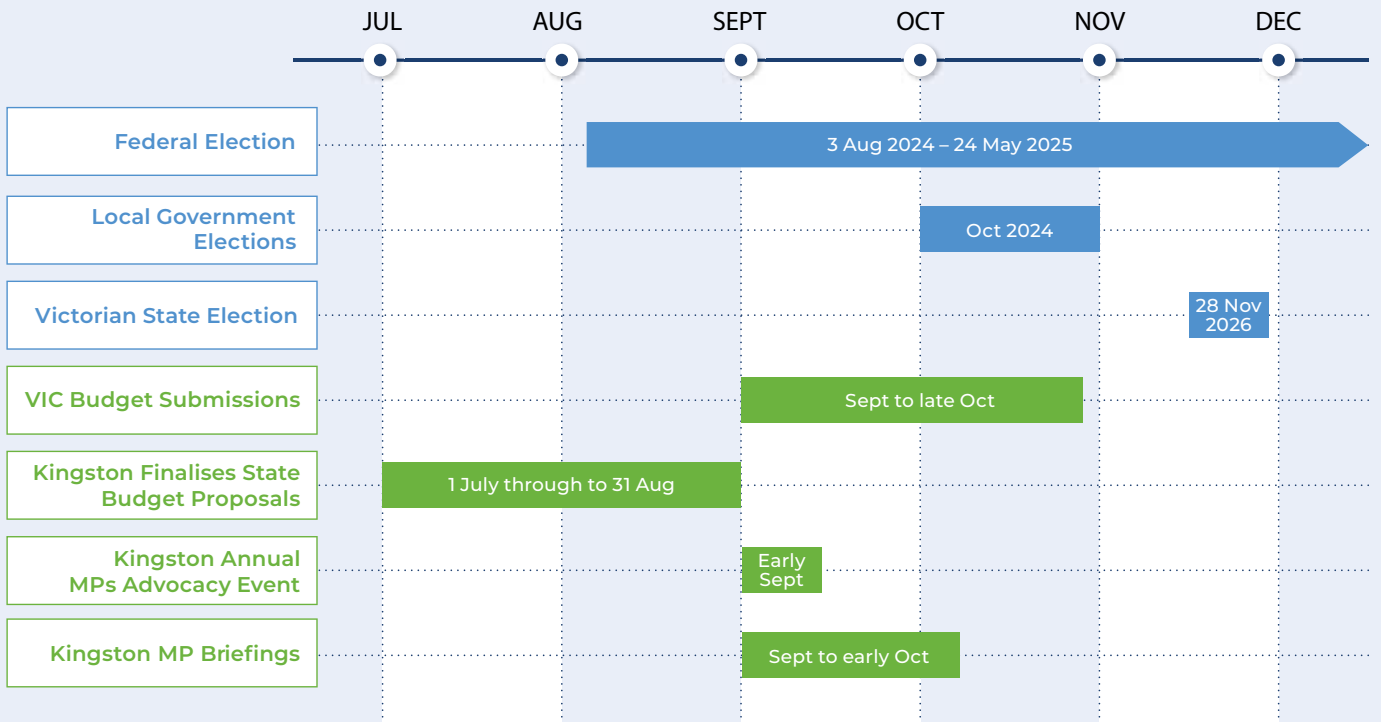 JUL AUG SEPT OCT NOV DEC
Federal Election
3 Aug 2024 – 24 May 2025
Local Government
Elections
Oct 2024
Victorian State Election
28 Nov
2026
VIC Budget Submissions
Sept to late Oct
Kingston Finalises State
Budget Proposals
1 July through to 31 Aug
Kingston Annual
MPs Advocacy Event
Early
Sept
Kingston MP Briefings
Sept to early Oct